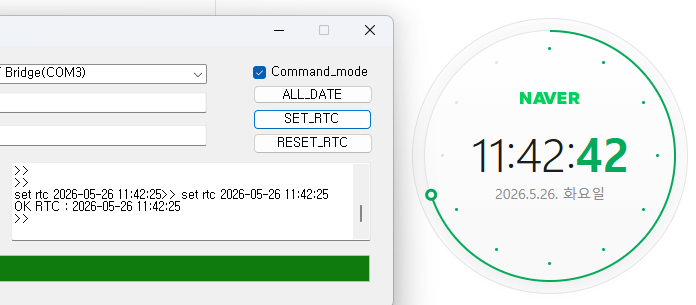 Bridge(COM3)
Command_mode
ALL_DATE
SET_RTC
RESET_RTC
>>
>>
set rtc 2026-05-26 11:42:25>> set rtc 2026-05-26 11:42:25
OK RTC : 2026-05-26 11:42:25
>>
NAVER
11:42:42
2026.5.26. 화요일